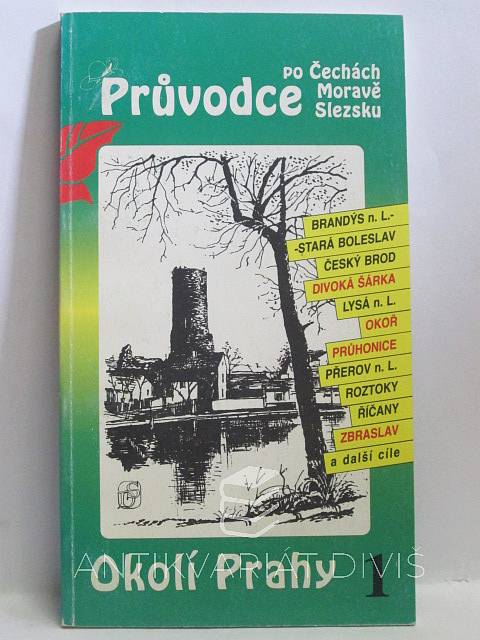 Průvodce
po Čechách
Moravě
Slezsku
BRANDÝS n. L.-
-STARÁ BOLESLAV
ČESKÝ BROD
DIVOKÁ ŠÁRKA
LYSÁ n. L.
OKOŘ
PRŮHONICE
PŘEROV n. L.
ROZTOKY
ŘÍČANY
ZBRASLAV
a další cíle
Okolí Prahy 1
ANTIKVARIÁT DIVIŠ